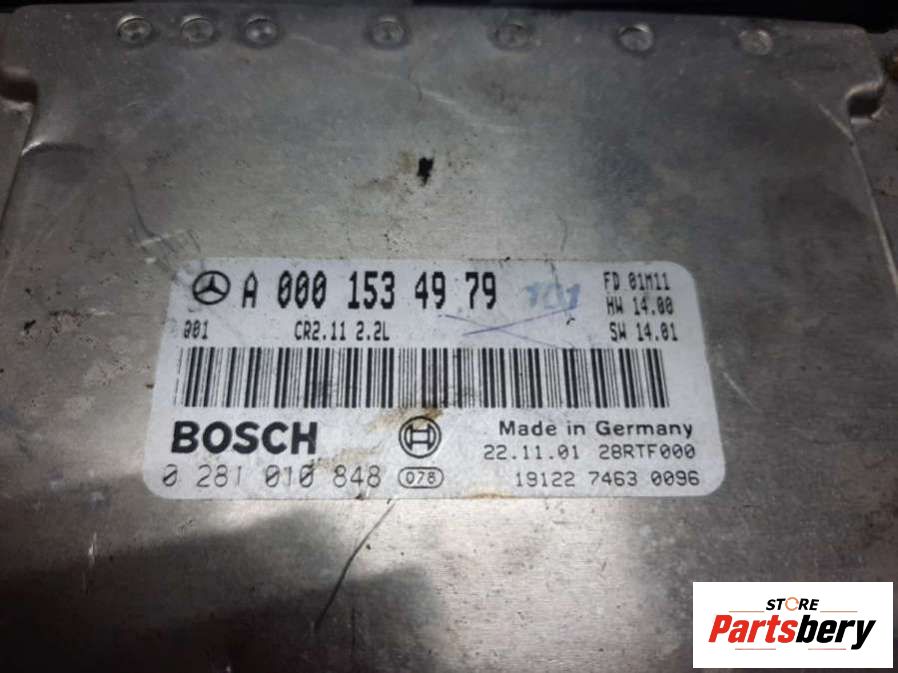 A 000 153 49 79 101 FD 01M11
HW 14.00
001 CR2.11 2.2L SW 14.01
BOSCH Made in Germany
22.11.01 28RTF000
0 281 010 848 078 19122 7463 0096
STORE
Partsbery